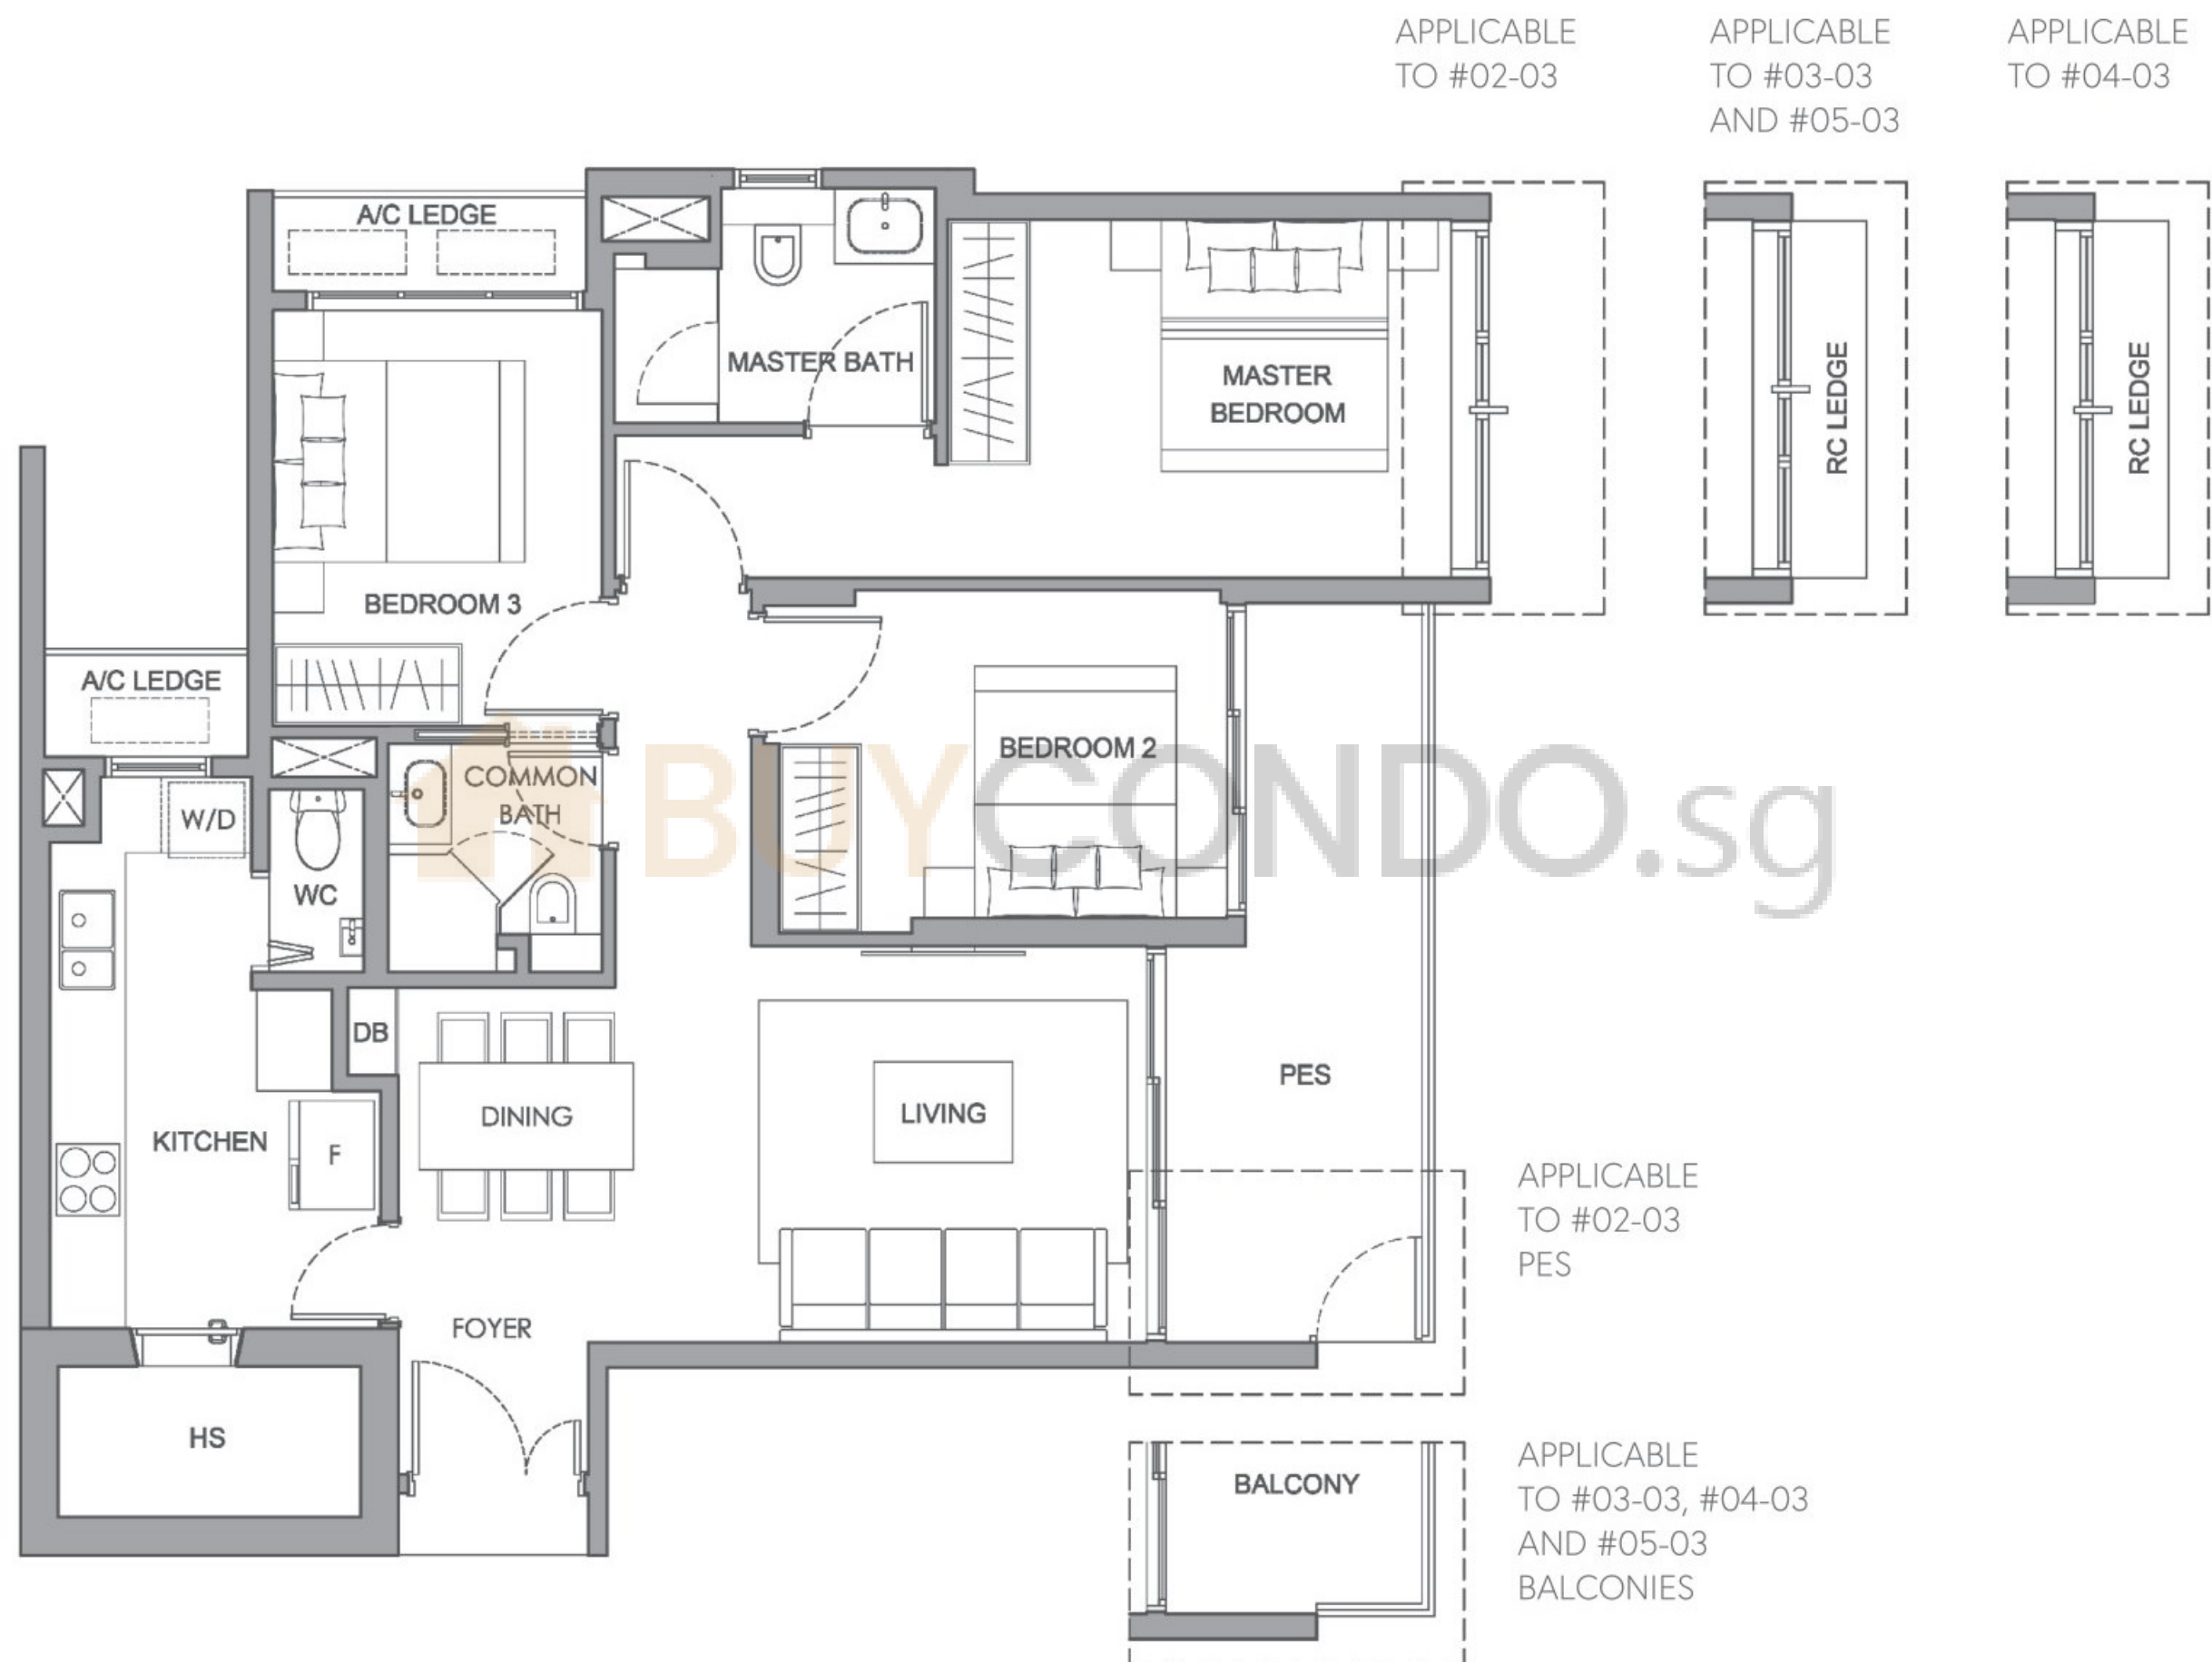 APPLICABLE
TO #02-03
APPLICABLE
TO #03-03
AND #05-03
APPLICABLE
TO #04-03
A/C LEDGE
MASTER BATH
MASTER
BEDROOM
RC LEDGE
RC LEDGE
BEDROOM 3
A/C LEDGE
BEDROOM 2
COMMON
BATH
W/D
BUYCONDO.sg
WC
DB
DINING
LIVING
PES
KITCHEN
F
APPLICABLE
TO #02-03
PES
FOYER
HS
BALCONY
APPLICABLE
TO #03-03, #04-03
AND #05-03
BALCONIES